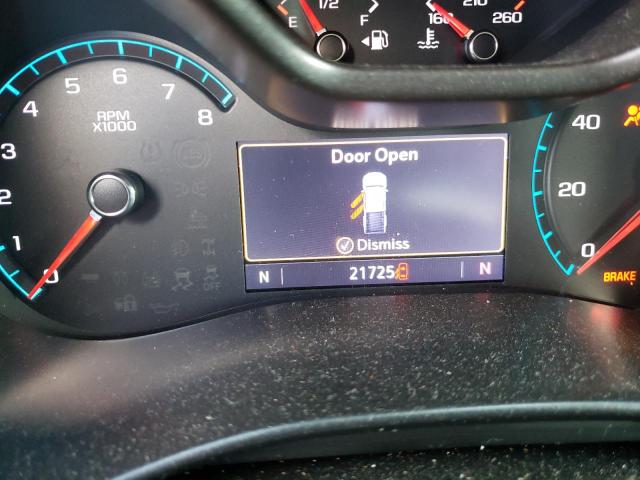 E 1/2 F
160 210 260
RPM
X1000
0 1 2 3 4 5 6 7 8
Door Open
Dismiss
N 21725 N
40
20
0
BRAKE
OFF